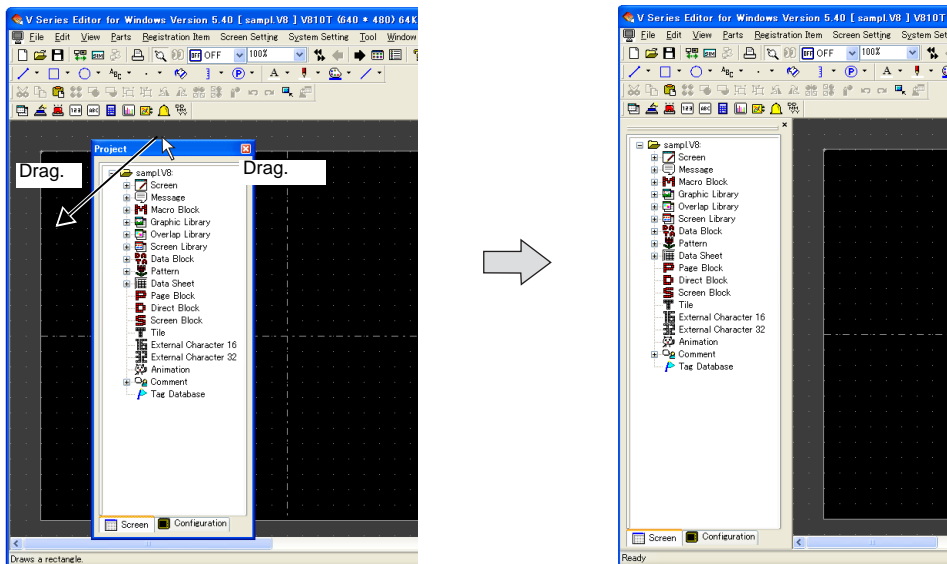 V Series Editor for Windows Version 5.40 [ sampl.V8 ] V810T (640 * 480) 64K
File Edit View Parts Registration Item Screen Setting System Setting Tool Window
OFF 100%
Project
Drag.
Drag.
sampl.V8:
Screen
Message
Macro Block
Graphic Library
Overlap Library
Screen Library
Data Block
Pattern
Data Sheet
Page Block
Direct Block
Screen Block
Tile
External Character 16
External Character 32
Animation
Comment
Tag Database
Screen Configuration
Draws a rectangle.
V Series Editor for Windows Version 5.40 [ sampl.V8 ] V810T
File Edit View Parts Registration Item Screen Setting System Set
OFF 100%
sampl.V8:
Screen
Message
Macro Block
Graphic Library
Overlap Library
Screen Library
Data Block
Pattern
Data Sheet
Page Block
Direct Block
Screen Block
Tile
External Character 16
External Character 32
Animation
Comment
Tag Database
Screen Configuration
Ready